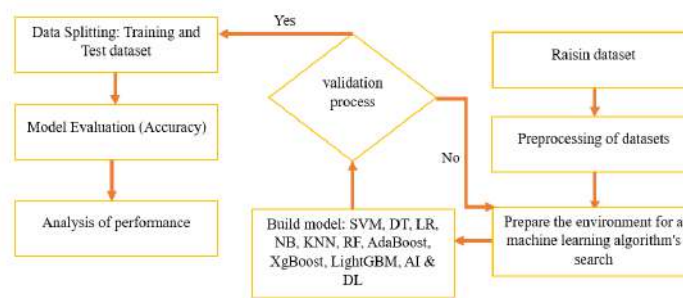 Yes
Data Splitting: Training and
Test dataset
Model Evaluation (Accuracy)
Analysis of performance
validation
process
No
Raisin dataset
Preprocessing of datasets
Prepare the environment for a
machine learning algorithm's
search
Build model: SVM, DT, LR,
NB, KNN, RF, AdaBoost,
XgBoost, LightGBM, AI &
DL